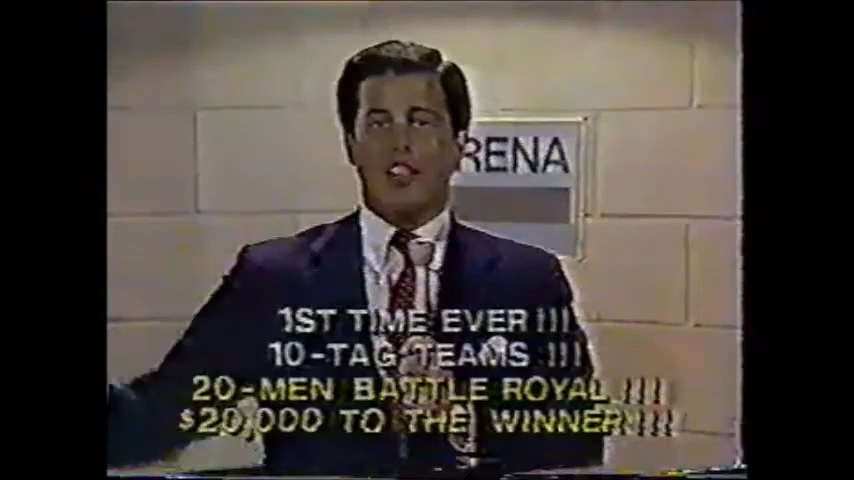 RENA
1ST TIME EVER !!!
10-TAG TEAMS !!!
20-MEN BATTLE ROYAL !!!
$20,000 TO THE WINNER !!!